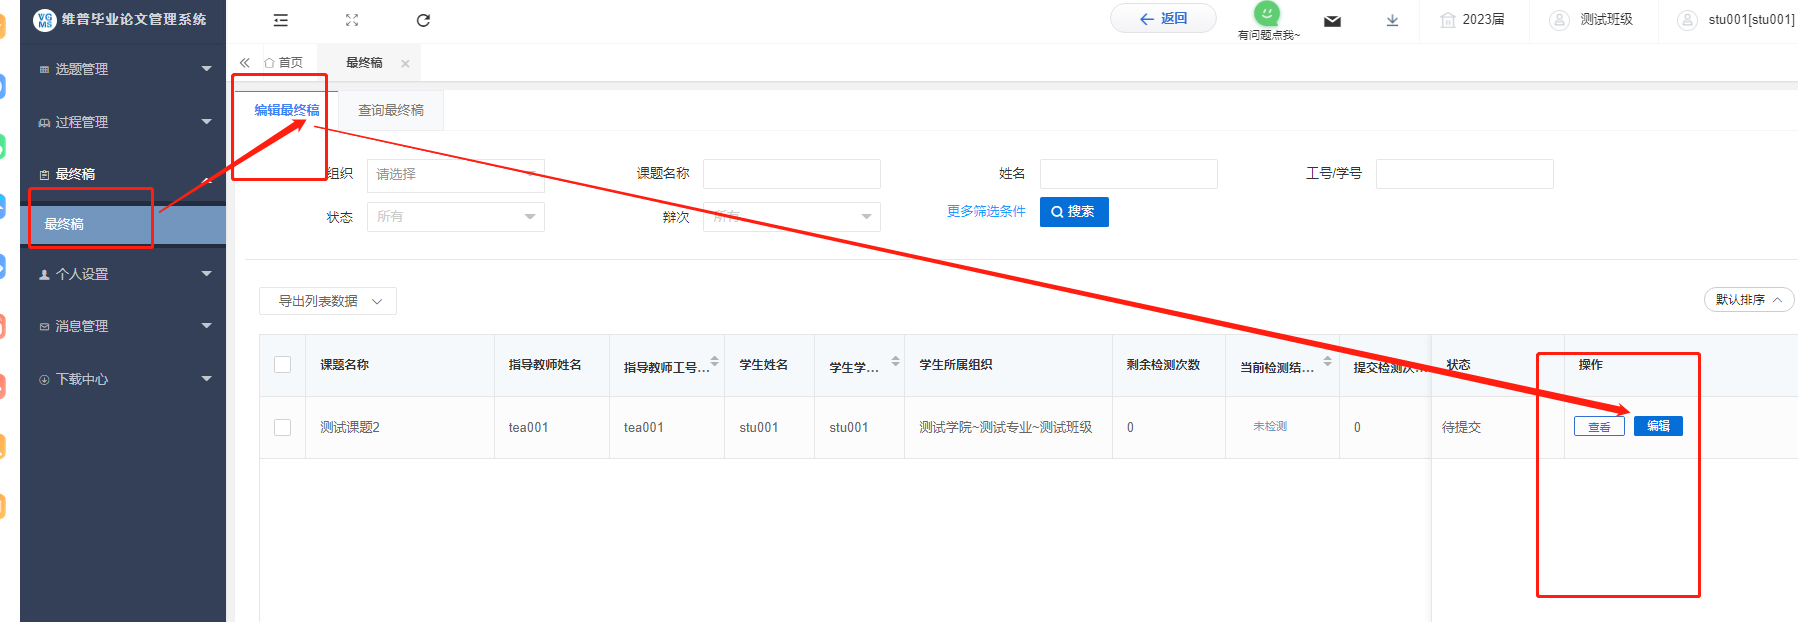 VG
MS
维普毕业论文管理系统
返回
有问题点我~
2023届
测试班级
stu001[stu001]
选题管理
过程管理
最终稿
最终稿
个人设置
消息管理
下载中心
首页
最终稿
编辑最终稿
查询最终稿
组织
请选择
课题名称
姓名
工号/学号
状态
所有
辩次
所有
更多筛选条件
搜索
导出列表数据
默认排序
课题名称
指导教师姓名
指导教师工号...
学生姓名
学生学...
学生所属组织
剩余检测次数
当前检测结...
提交检测次...
状态
操作
测试课题2
tea001
tea001
stu001
stu001
测试学院~测试专业~测试班级
0
未检测
0
待提交
查看
编辑